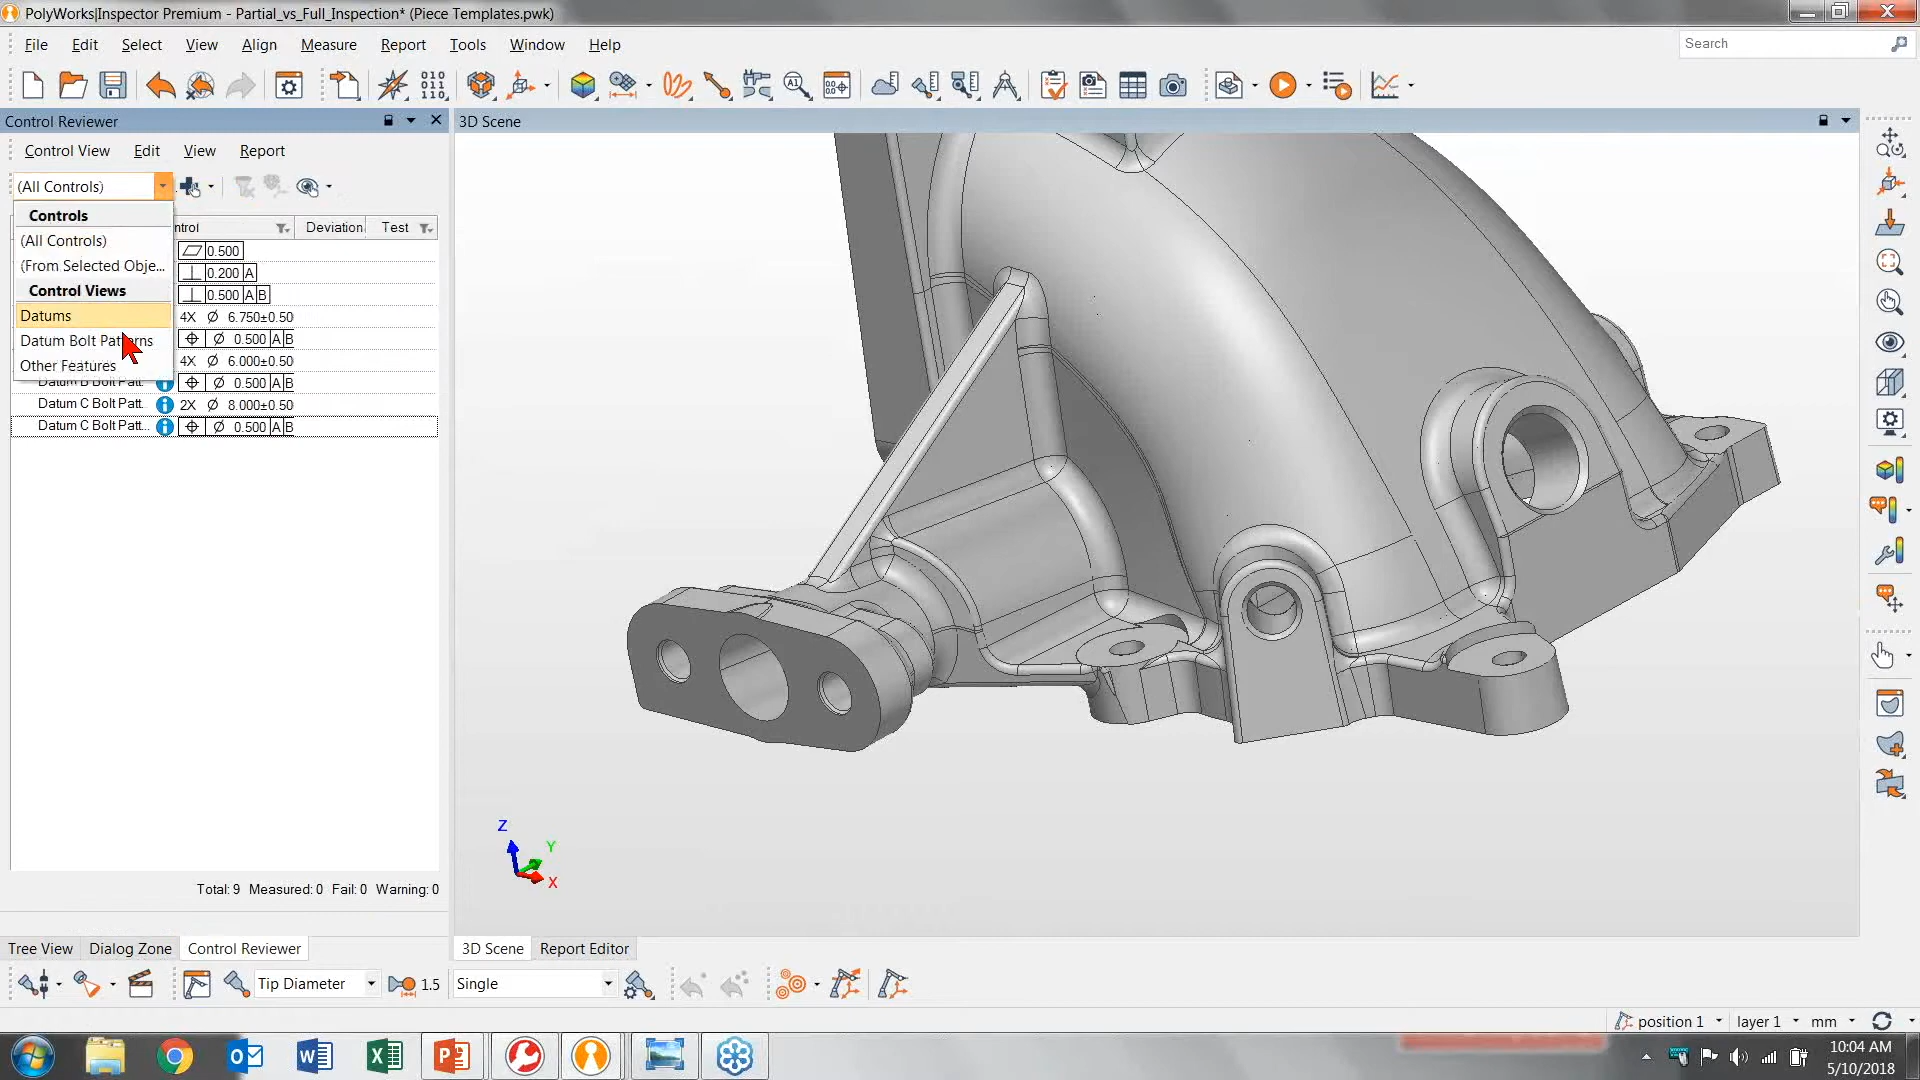 PolyWorks|Inspector Premium - Partial_vs_Full_Inspection* (Piece Templates.pwk)
File Edit Select View Align Measure Report Tools Window Help
Search
Control Reviewer
3D Scene
Control View Edit View Report
(All Controls)
Controls
(All Controls)
(From Selected Obje...
Control Views
Datums
Datum Bolt Patterns
Other Features
ntrol Deviation Test
0.500
0.200 A
0.500 A B
4X Ø 6.750±0.50
Ø 0.500 A B
4X Ø 6.000±0.50
Datum B Bolt Patt. Ø 0.500 A B
Datum C Bolt Patt. 2X Ø 8.000±0.50
Datum C Bolt Patt... Ø 0.500 A B
Z
Y
X
Total: 9 Measured: 0 Fail: 0 Warning: 0
Tree View Dialog Zone Control Reviewer
3D Scene Report Editor
Tip Diameter 1.5 Single
position 1 layer 1 mm
10:04 AM
5/10/2018